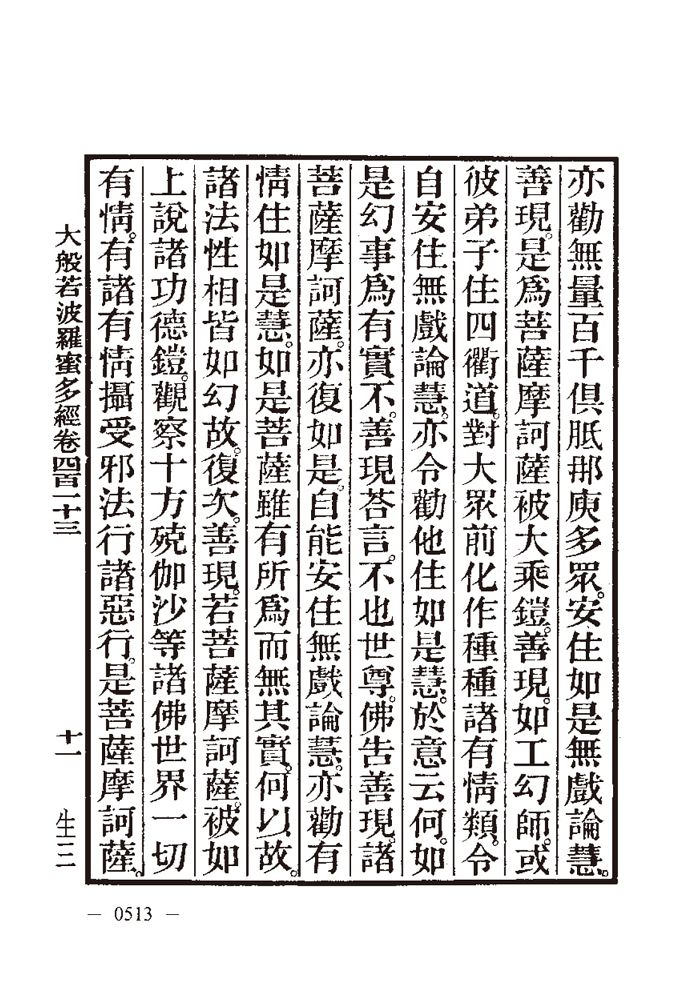 亦勸無量百千俱胝那庾多眾。安住如是無戲論慧。
善現。是爲菩薩摩訶薩被大乘鎧。善現。如工幻師。或
彼弟子住四衢道。對大眾前化作種種諸有情類。令
自安住無戲論慧。亦令勸他住如是慧。於意云何。如
是幻事爲有實不。善現荅言。不也世尊。佛告善現。諸
菩薩摩訶薩。亦復如是。自能安住無戲論慧。亦勸有
情住如是慧。如是菩薩雖有所爲而無其實。何以故。
諸法性相皆如幻故。復次。善現。若菩薩摩訶薩。被如
上說諸功德鎧。觀察十方殑伽沙等諸佛世界一切
有情。有諸有情攝受邪法行諸惡行。是菩薩摩訶薩。
大般若波羅蜜多經卷四百一十三 十一 生三
— 0513 —